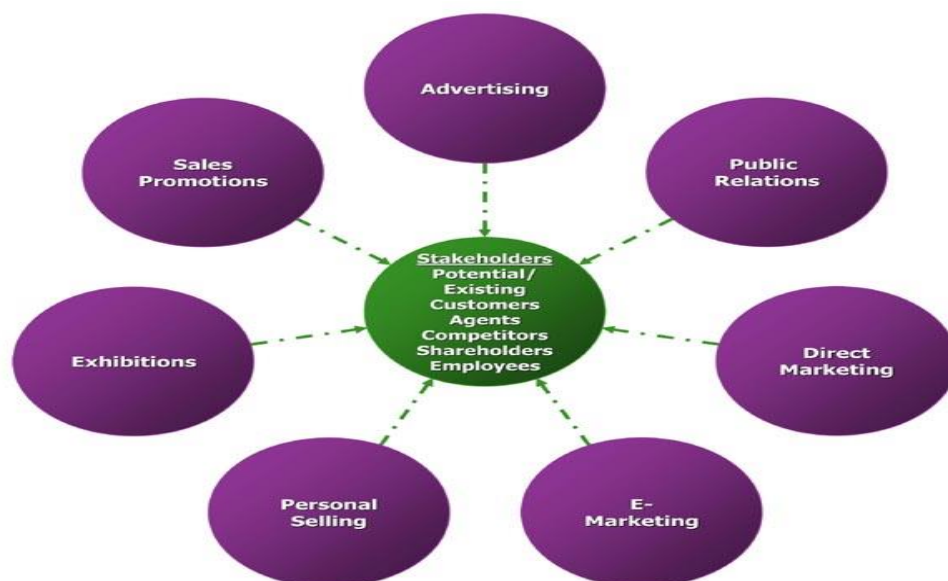 Advertising
Sales
Promotions
Public
Relations
Stakeholders
Potential/
Existing
Customers
Agents
Competitors
Shareholders
Employees
Exhibitions
Direct
Marketing
Personal
Selling
E-
Marketing